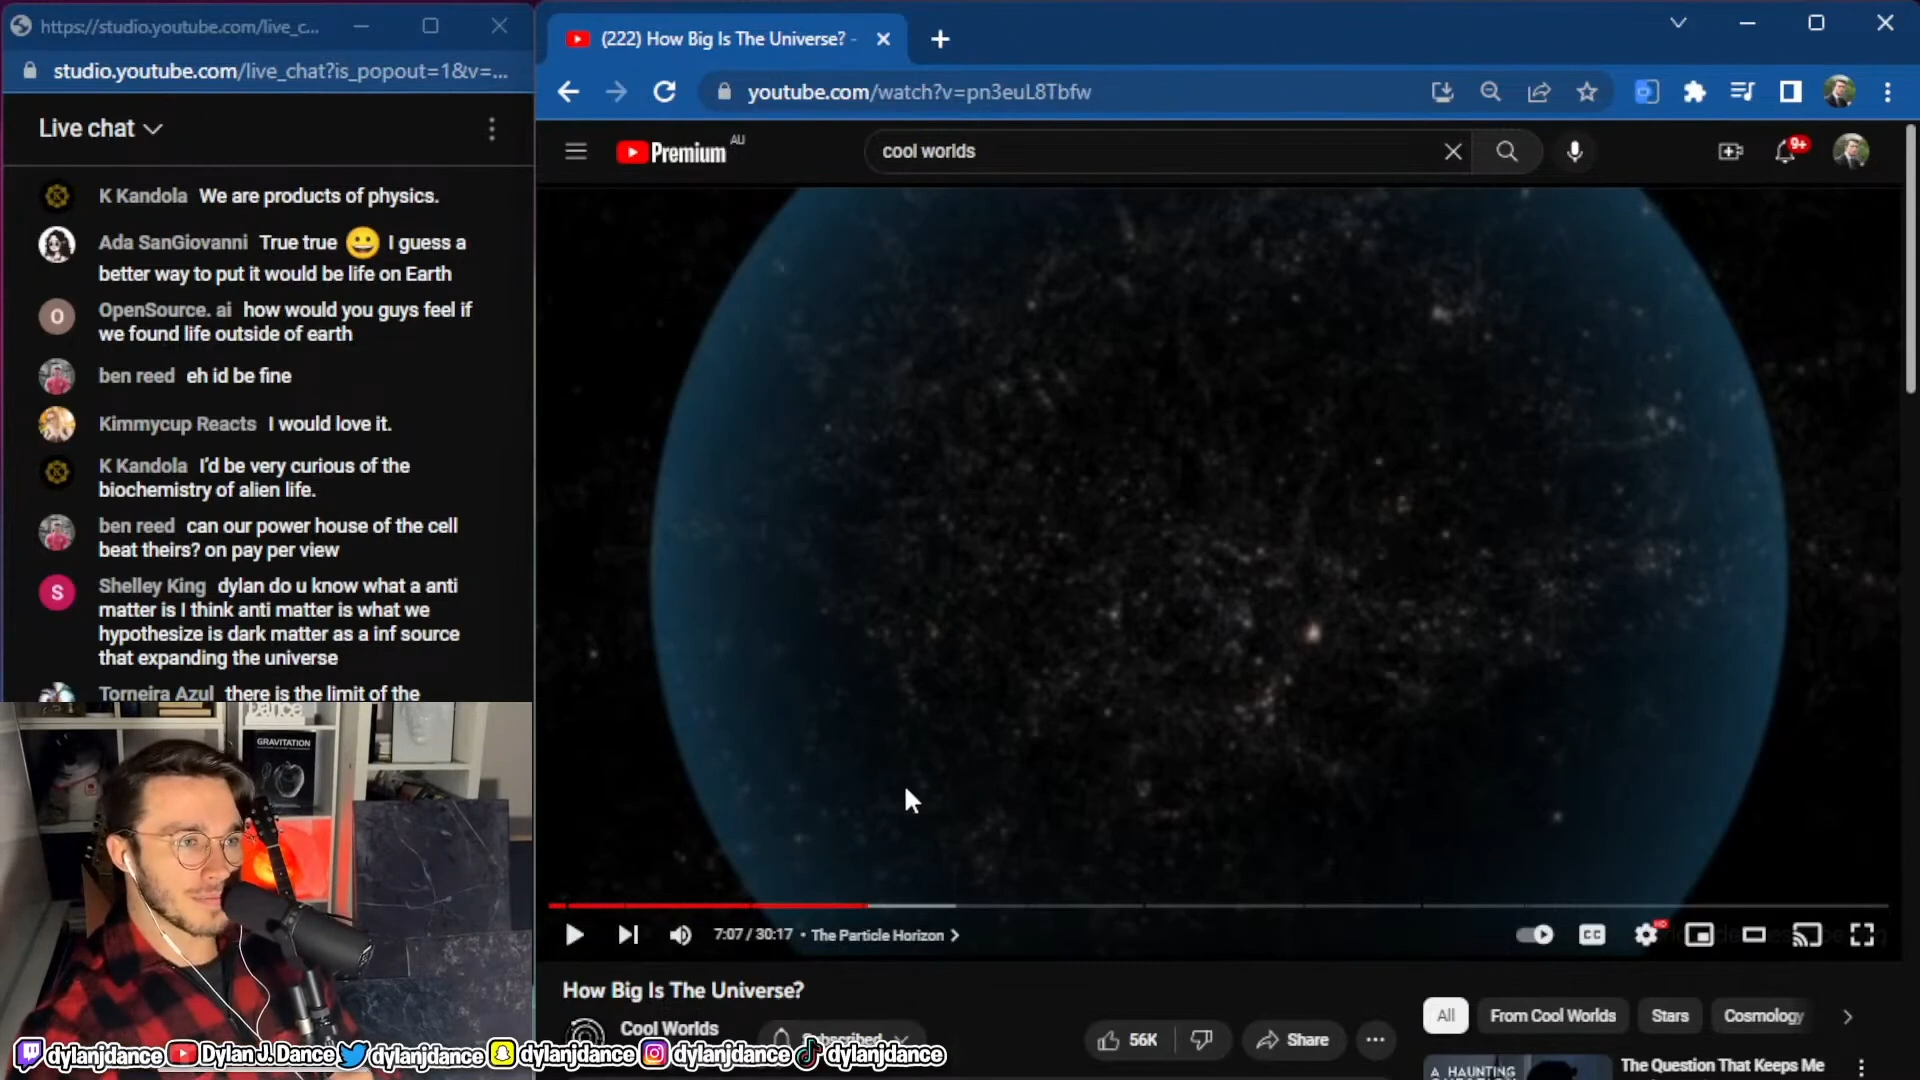 https://studio.youtube.com/live_c...
studio.youtube.com/live_chat?is_popout=1&v=...
Live chat
K Kandola We are products of physics.
Ada SanGiovanni True true 😀 I guess a
better way to put it would be life on Earth
O
OpenSource. ai how would you guys feel if
we found life outside of earth
ben reed eh id be fine
Kimmycup Reacts I would love it.
K Kandola I'd be very curious of the
biochemistry of alien life.
ben reed can our power house of the cell
beat theirs? on pay per view
S
Shelley King dylan do u know what a anti
matter is I think anti matter is what we
hypothesize is dark matter as a inf source
that expanding the universe
Torneira Azul there is the limit of the
Dance
GRAVITATION
(222) How Big Is The Universe? -
youtube.com/watch?v=pn3euL8Tbfw
Premium AU
cool worlds
9+
7:07 / 30:17 • The Particle Horizon
CC
HD
How Big Is The Universe?
Cool Worlds
Subscribed
56K
Share
All
From Cool Worlds
Stars
Cosmology
A HAUNTING
The Question That Keeps Me
dylanjdance Dylan J. Dance dylanjdance dylanjdance dylanjdance dylanjdance